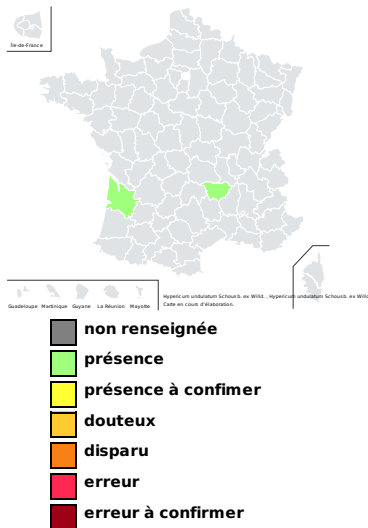 Île-de-France
Guadeloupe Martinique Guyane La Réunion Mayotte
Hypericum undulatum Schousb. ex Willd., Hypericum undulatum Schousb. ex Willd
Carte en cours d'élaboration.
non renseignée
présence
présence à confimer
douteux
disparu
erreur
erreur à confirmer